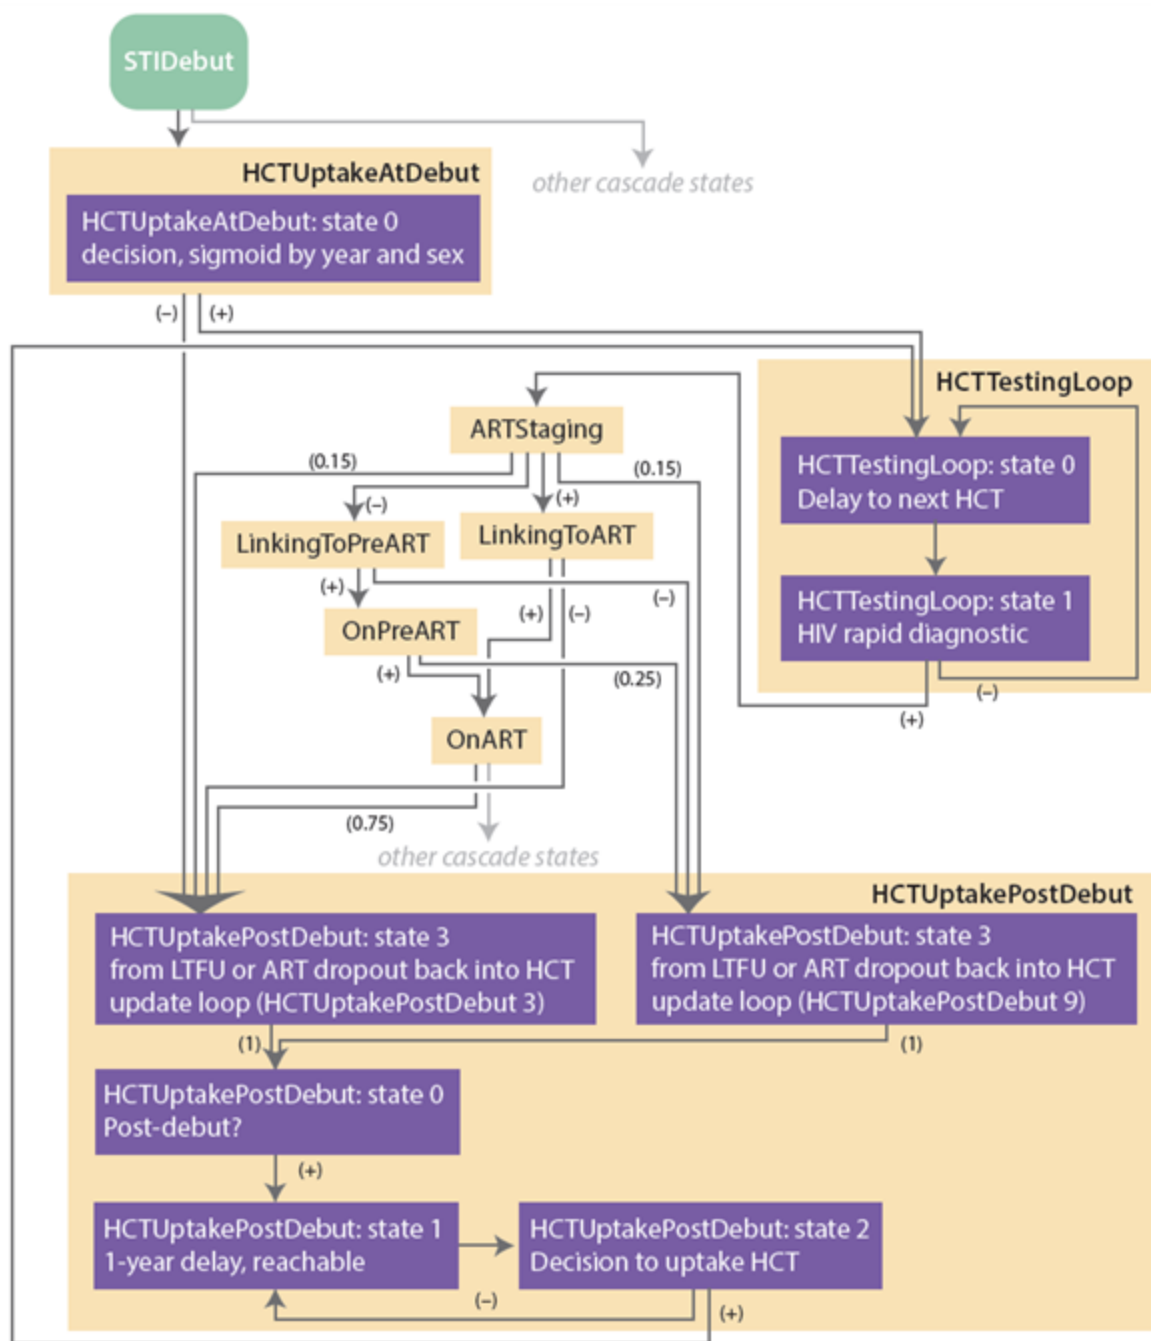 STIDebut
HCTUptakeAtDebut
other cascade states
HCTUptakeAtDebut: state 0
decision, sigmoid by year and sex
(–)
(+)
HCTTestingLoop
ARTStaging
HCTTestingLoop: state 0
Delay to next HCT
(0.15)
(0.15)
(–)
(+)
LinkingToPreART
LinkingToART
(+)
(–)
(+)
(–)
HCTTestingLoop: state 1
HIV rapid diagnostic
OnPreART
(+)
(0.25)
(–)
(+)
OnART
(0.75)
other cascade states
HCTUptakePostDebut
HCTUptakePostDebut: state 3
from LTFU or ART dropout back into HCT
update loop (HCTUptakePostDebut 3)
HCTUptakePostDebut: state 3
from LTFU or ART dropout back into HCT
update loop (HCTUptakePostDebut 9)
(1)
(1)
HCTUptakePostDebut: state 0
Post-debut?
(+)
HCTUptakePostDebut: state 1
1-year delay, reachable
HCTUptakePostDebut: state 2
Decision to uptake HCT
(–)
(+)